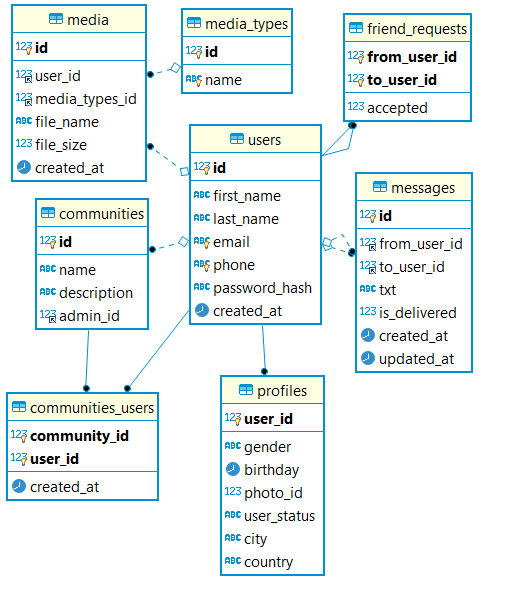 media
123 id
123 user_id
123 media_types_id
ABC file_name
123 file_size
created_at
media_types
123 id
ABC name
friend_requests
123 from_user_id
123 to_user_id
123 accepted
users
123 id
ABC first_name
ABC last_name
ABC email
ABC phone
ABC password_hash
created_at
messages
123 id
123 from_user_id
123 to_user_id
ABC txt
123 is_delivered
created_at
updated_at
communities
123 id
ABC name
ABC description
123 admin_id
communities_users
123 community_id
123 user_id
created_at
profiles
123 user_id
ABC gender
birthday
123 photo_id
ABC user_status
ABC city
ABC country